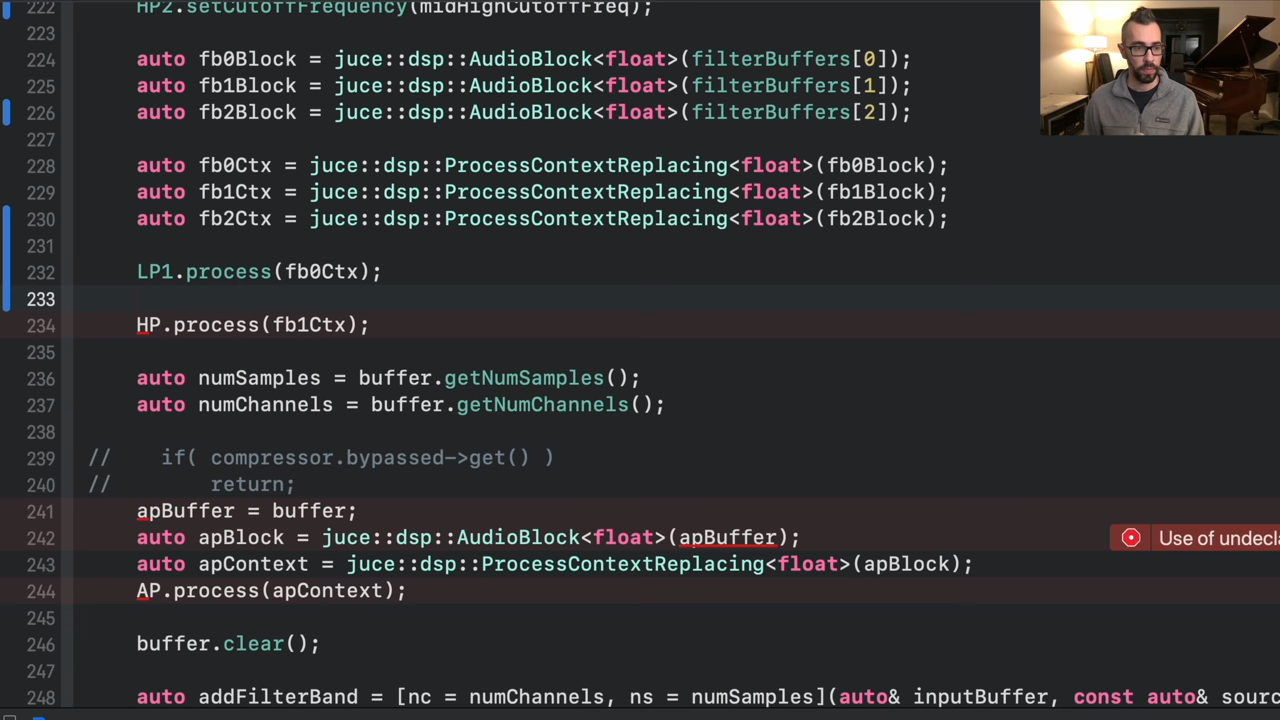 222 HP2.setCutoffFrequency(midHighCutoffFreq);
223
224 auto fb0Block = juce::dsp::AudioBlock<float>(filterBuffers[0]);
225 auto fb1Block = juce::dsp::AudioBlock<float>(filterBuffers[1]);
226 auto fb2Block = juce::dsp::AudioBlock<float>(filterBuffers[2]);
227
228 auto fb0Ctx = juce::dsp::ProcessContextReplacing<float>(fb0Block);
229 auto fb1Ctx = juce::dsp::ProcessContextReplacing<float>(fb1Block);
230 auto fb2Ctx = juce::dsp::ProcessContextReplacing<float>(fb2Block);
231
232 LP1.process(fb0Ctx);
233
234 HP.process(fb1Ctx);
235
236 auto numSamples = buffer.getNumSamples();
237 auto numChannels = buffer.getNumChannels();
238
239 // if( compressor.bypassed->get() )
240 // return;
241 apBuffer = buffer;
242 auto apBlock = juce::dsp::AudioBlock<float>(apBuffer); Use of undecla
243 auto apContext = juce::dsp::ProcessContextReplacing<float>(apBlock);
244 AP.process(apContext);
245
246 buffer.clear();
247
248 auto addFilterBand = [nc = numChannels, ns = numSamples](auto& inputBuffer, const auto& sourc